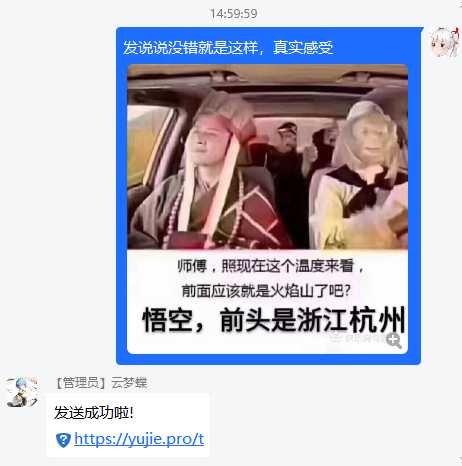 14:59:59
发说说没错就是这样，真实感受
师傅，照现在这个温度来看，
前面应该就是火焰山了吧?
悟空，前头是浙江杭州
【管理员】云梦蝶
发送成功啦!
https://yujie.pro/t